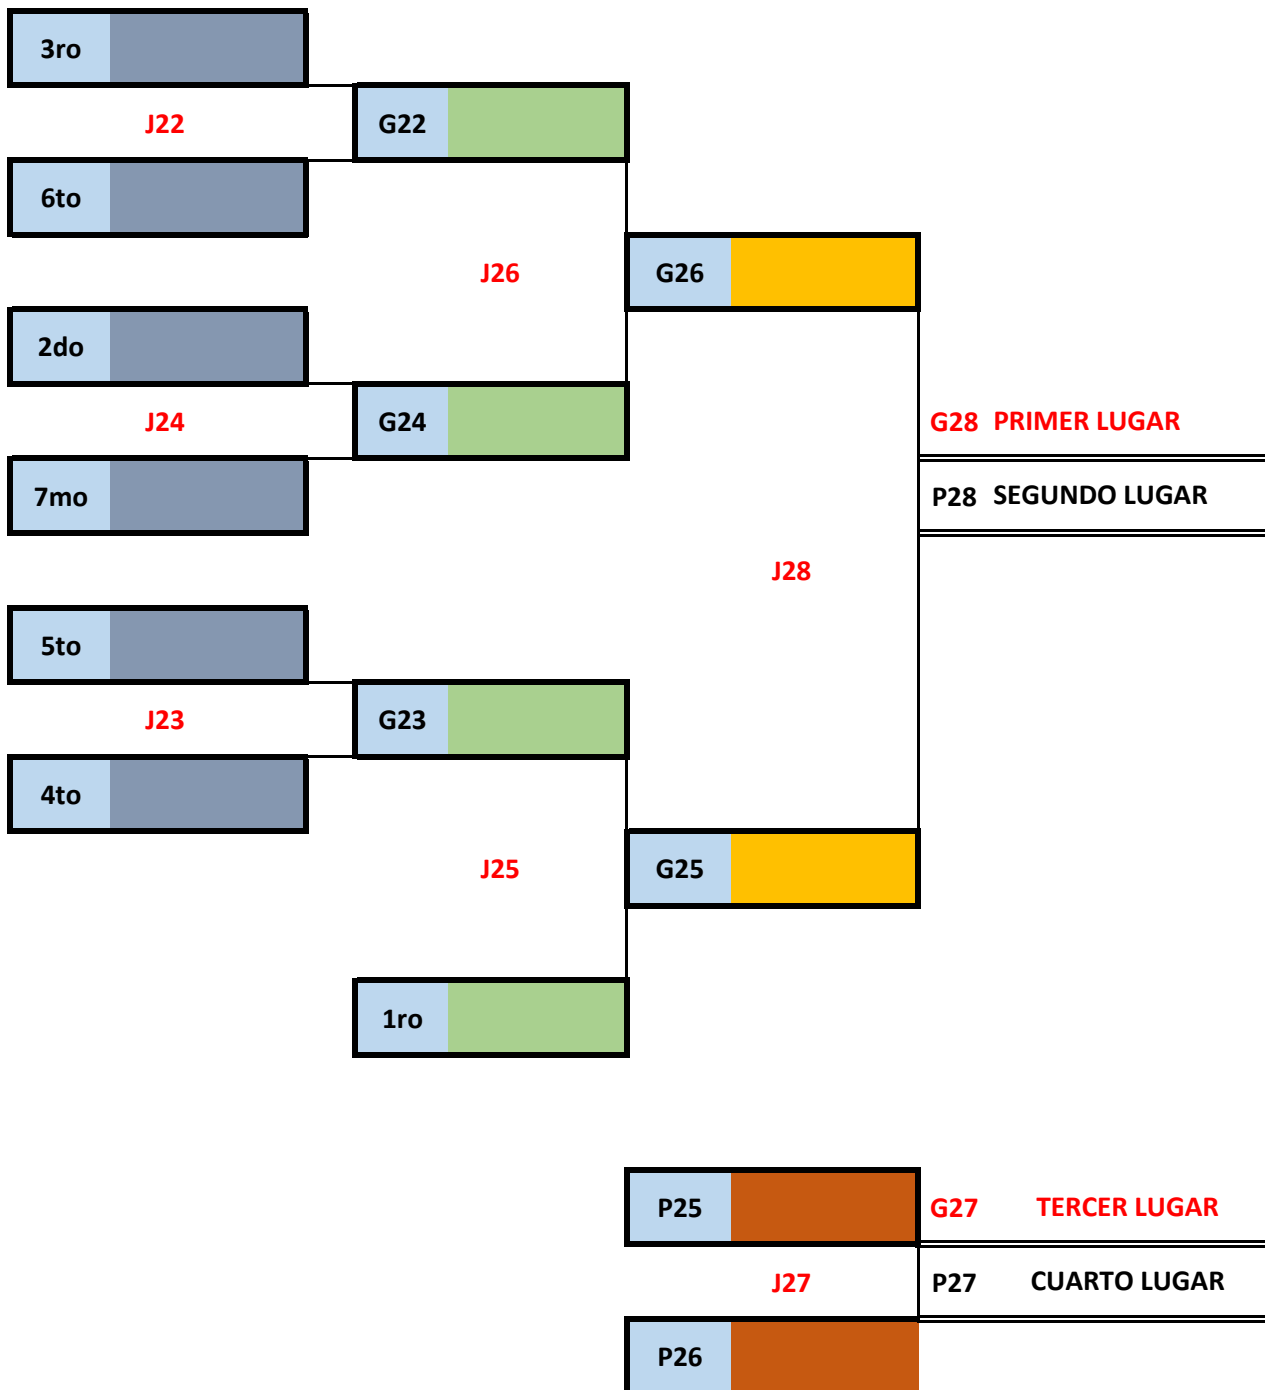 3ro
J22
G22
6to
J26
G26
2do
J24
G24
G28 PRIMER LUGAR
7mo
P28 SEGUNDO LUGAR
J28
5to
J23
G23
4to
J25
G25
1ro
P25
G27 TERCER LUGAR
J27
P27 CUARTO LUGAR
P26